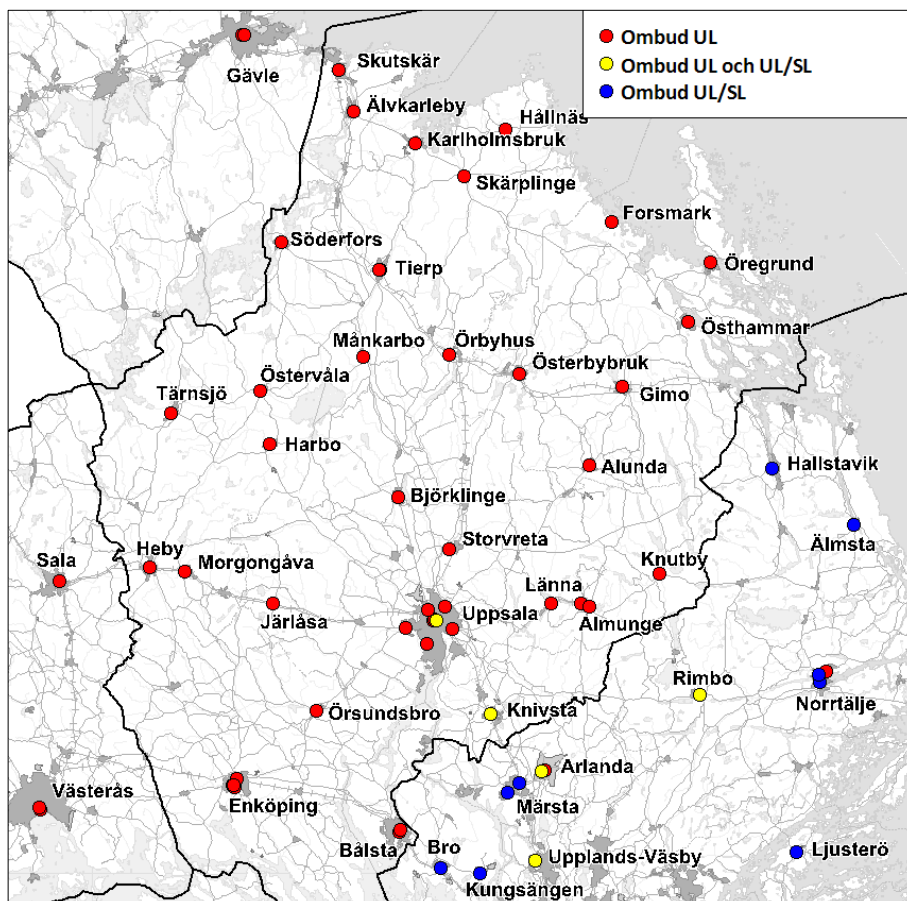 Ombud UL
Ombud UL och UL/SL
Ombud UL/SL
Gävle
Skutskär
Älvkarleby
Hållnäs
Karlholmsbruk
Skärplinge
Forsmark
Söderfors
Tierp
Öregrund
Östhammar
Månkarbo
Örbyhus
Österbybruk
Östervåla
Tärnsjö
Gimo
Harbo
Alunda
Hallstavik
Björklinge
Älmsta
Storvreta
Sala
Heby
Morgongåva
Knutby
Länna
Järlåsa
Uppsala
Almunge
Rimbo
Norrtälje
Örsundsbro
Knivsta
Arlanda
Västerås
Enköping
Märsta
Bålsta
Bro
Upplands-Väsby
Ljusterö
Kungsängen